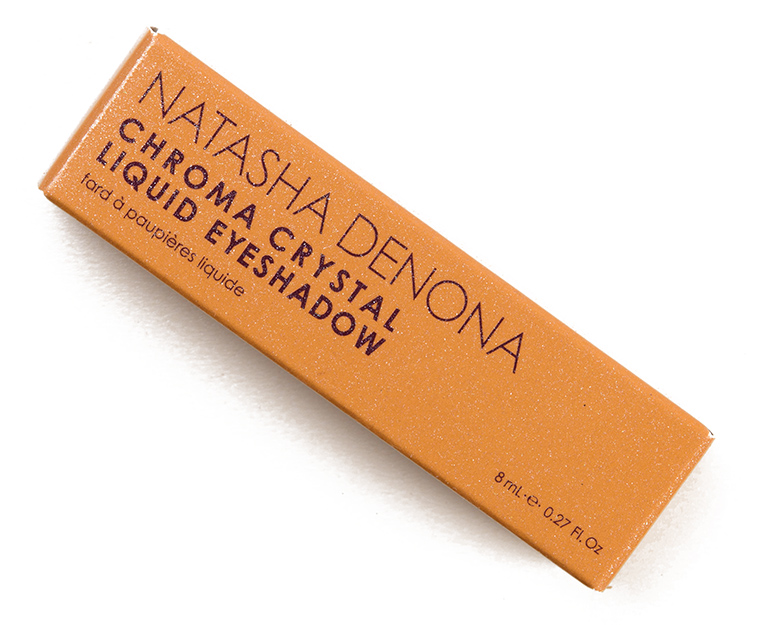 NATASHA DENONA
CHROMA CRYSTAL
LIQUID EYESHADOW
fard à paupières liquide
8 mL · ℮ · 0.27 Fl. Oz